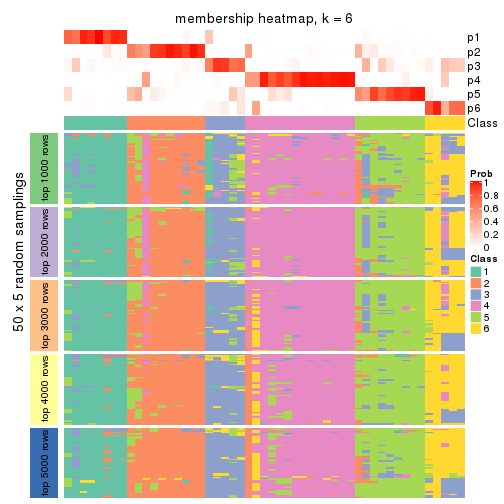 membership heatmap, k = 6
p1
p2
p3
p4
p5
p6
Class
50 x 5 random samplings
top 1000 rows
top 2000 rows
top 3000 rows
top 4000 rows
top 5000 rows
Prob
1
0.8
0.6
0.4
0.2
0
Class
1
2
3
4
5
6